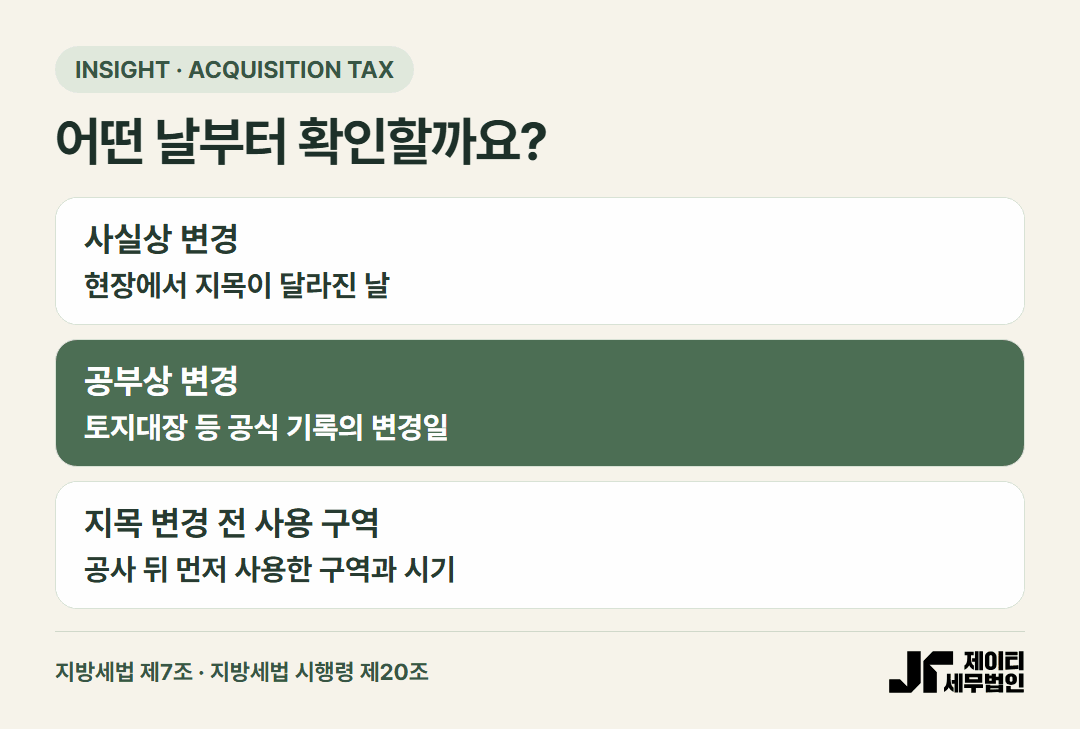 INSIGHT · ACQUISITION TAX
어떤 날부터 확인할까요?
사실상 변경
현장에서 지목이 달라진 날
공부상 변경
토지대장 등 공식 기록의 변경일
지목 변경 전 사용 구역
공사 뒤 먼저 사용한 구역과 시기
지방세법 제7조 · 지방세법 시행령 제20조
제이티
세무법인